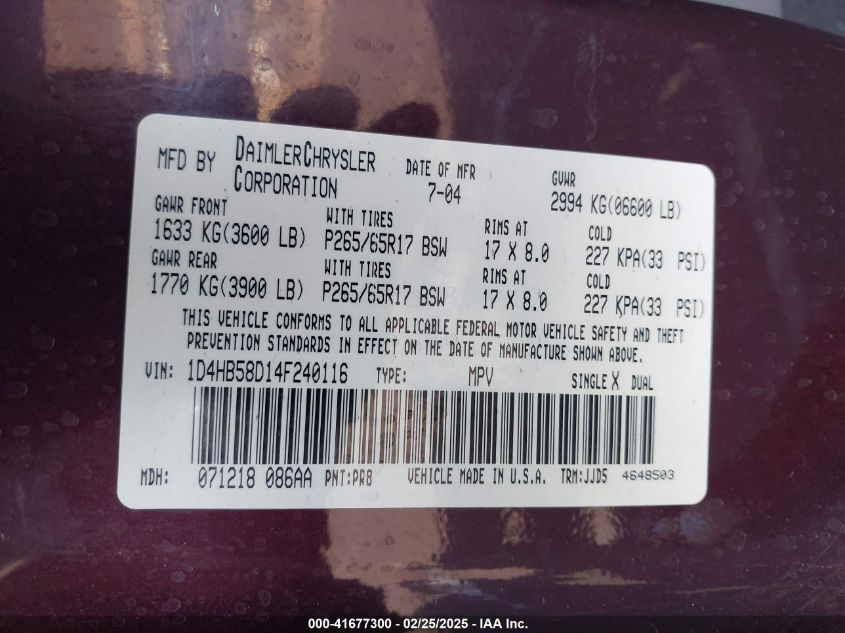 MFD BY DAIMLERCHRYSLER CORPORATION DATE OF MFR 7-04 GVWR 2994 KG(06600 LB)
GAWR FRONT WITH TIRES RIMS AT COLD
1633 KG(3600 LB) P265/65R17 BSW 17 X 8.0 227 KPA(33 PSI)
GAWR REAR WITH TIRES RIMS AT COLD
1770 KG(3900 LB) P265/65R17 BSW 17 X 8.0 227 KPA(33 PSI)
THIS VEHICLE CONFORMS TO ALL APPLICABLE FEDERAL MOTOR VEHICLE SAFETY AND THEFT
PREVENTION STANDARDS IN EFFECT ON THE DATE OF MANUFACTURE SHOWN ABOVE.
VIN: 1D4HB58D14F240116 TYPE: MPV SINGLE X DUAL
MDH: 071218 086AA PNT:PR8 VEHICLE MADE IN U.S.A. TRM:JJD5 4648503
000-41677300 - 02/25/2025 - IAA Inc.